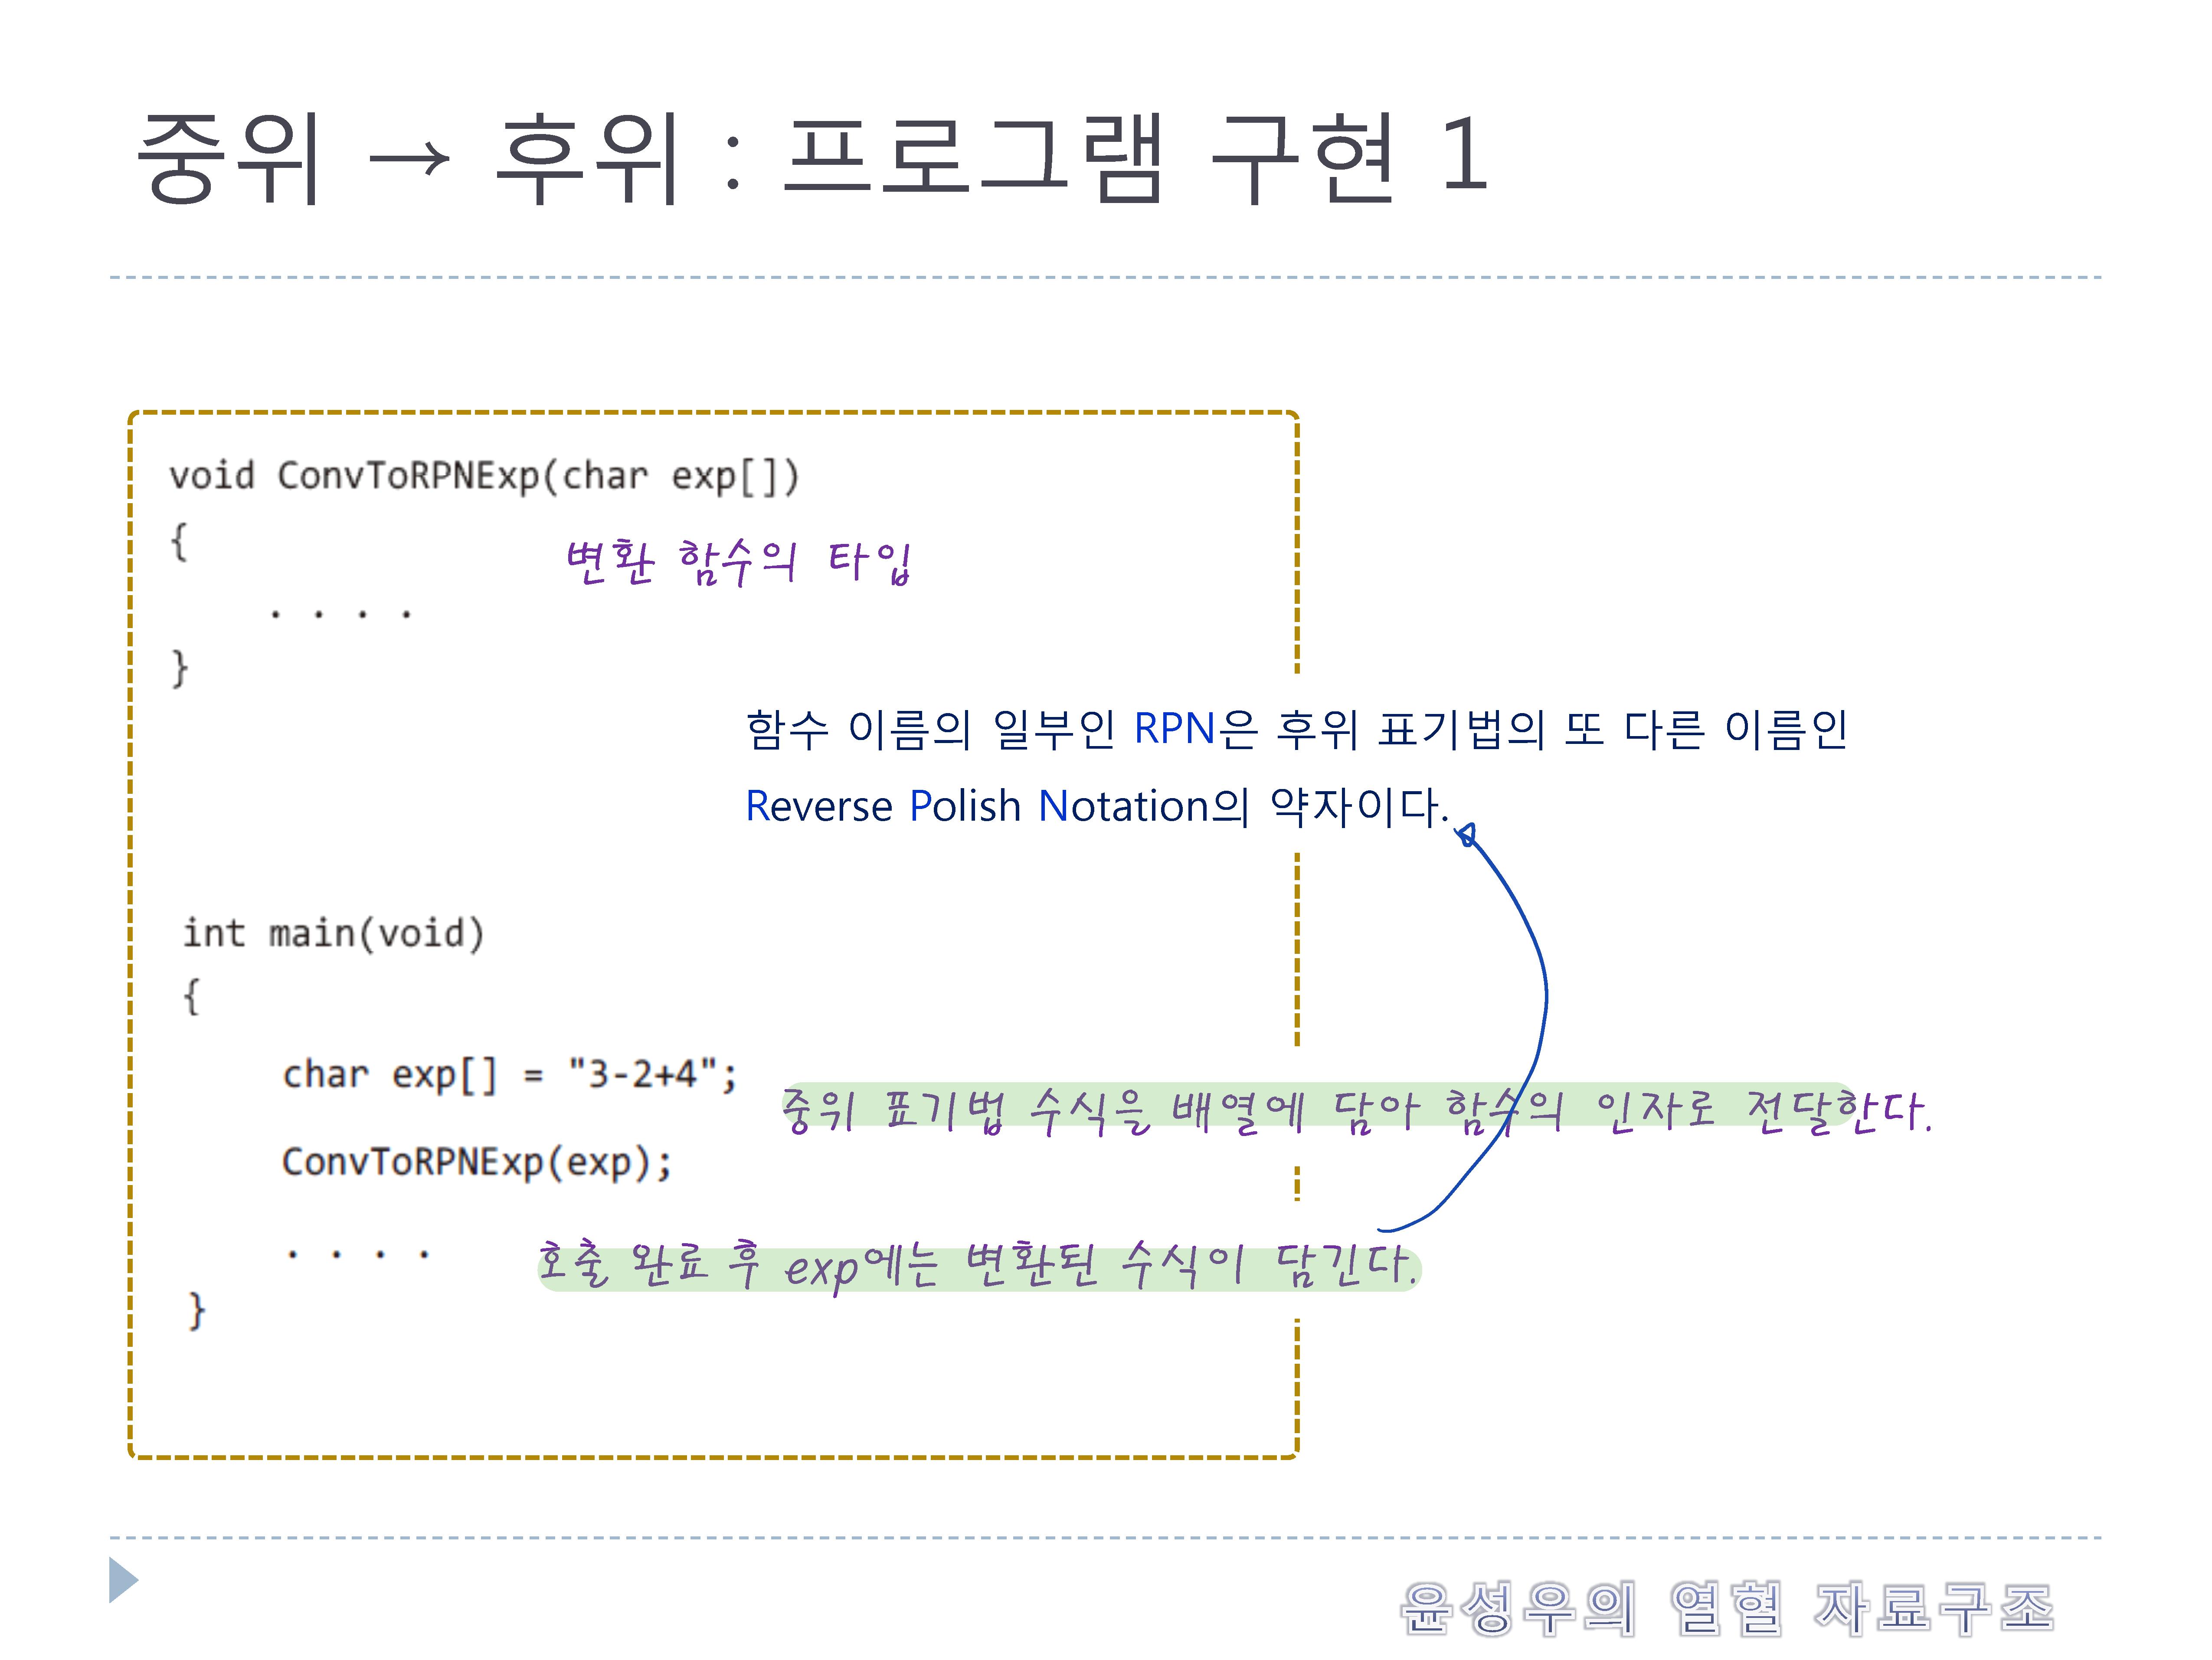 중위 → 후위 : 프로그램 구현 1
void ConvToRPNExp(char exp[])
{
변환 함수의 타입
. . . .
}
함수 이름의 일부인 RPN은 후위 표기법의 또 다른 이름인
Reverse Polish Notation의 약자이다.
int main(void)
{
char exp[] = "3-2+4";
중위 표기법 수식을 배열에 담아 함수의 인자로 전달한다.
ConvToRPNExp(exp);
. . . .
호출 완료 후 exp에는 변환된 수식이 담긴다.
}
윤성우의 열혈 자료구조